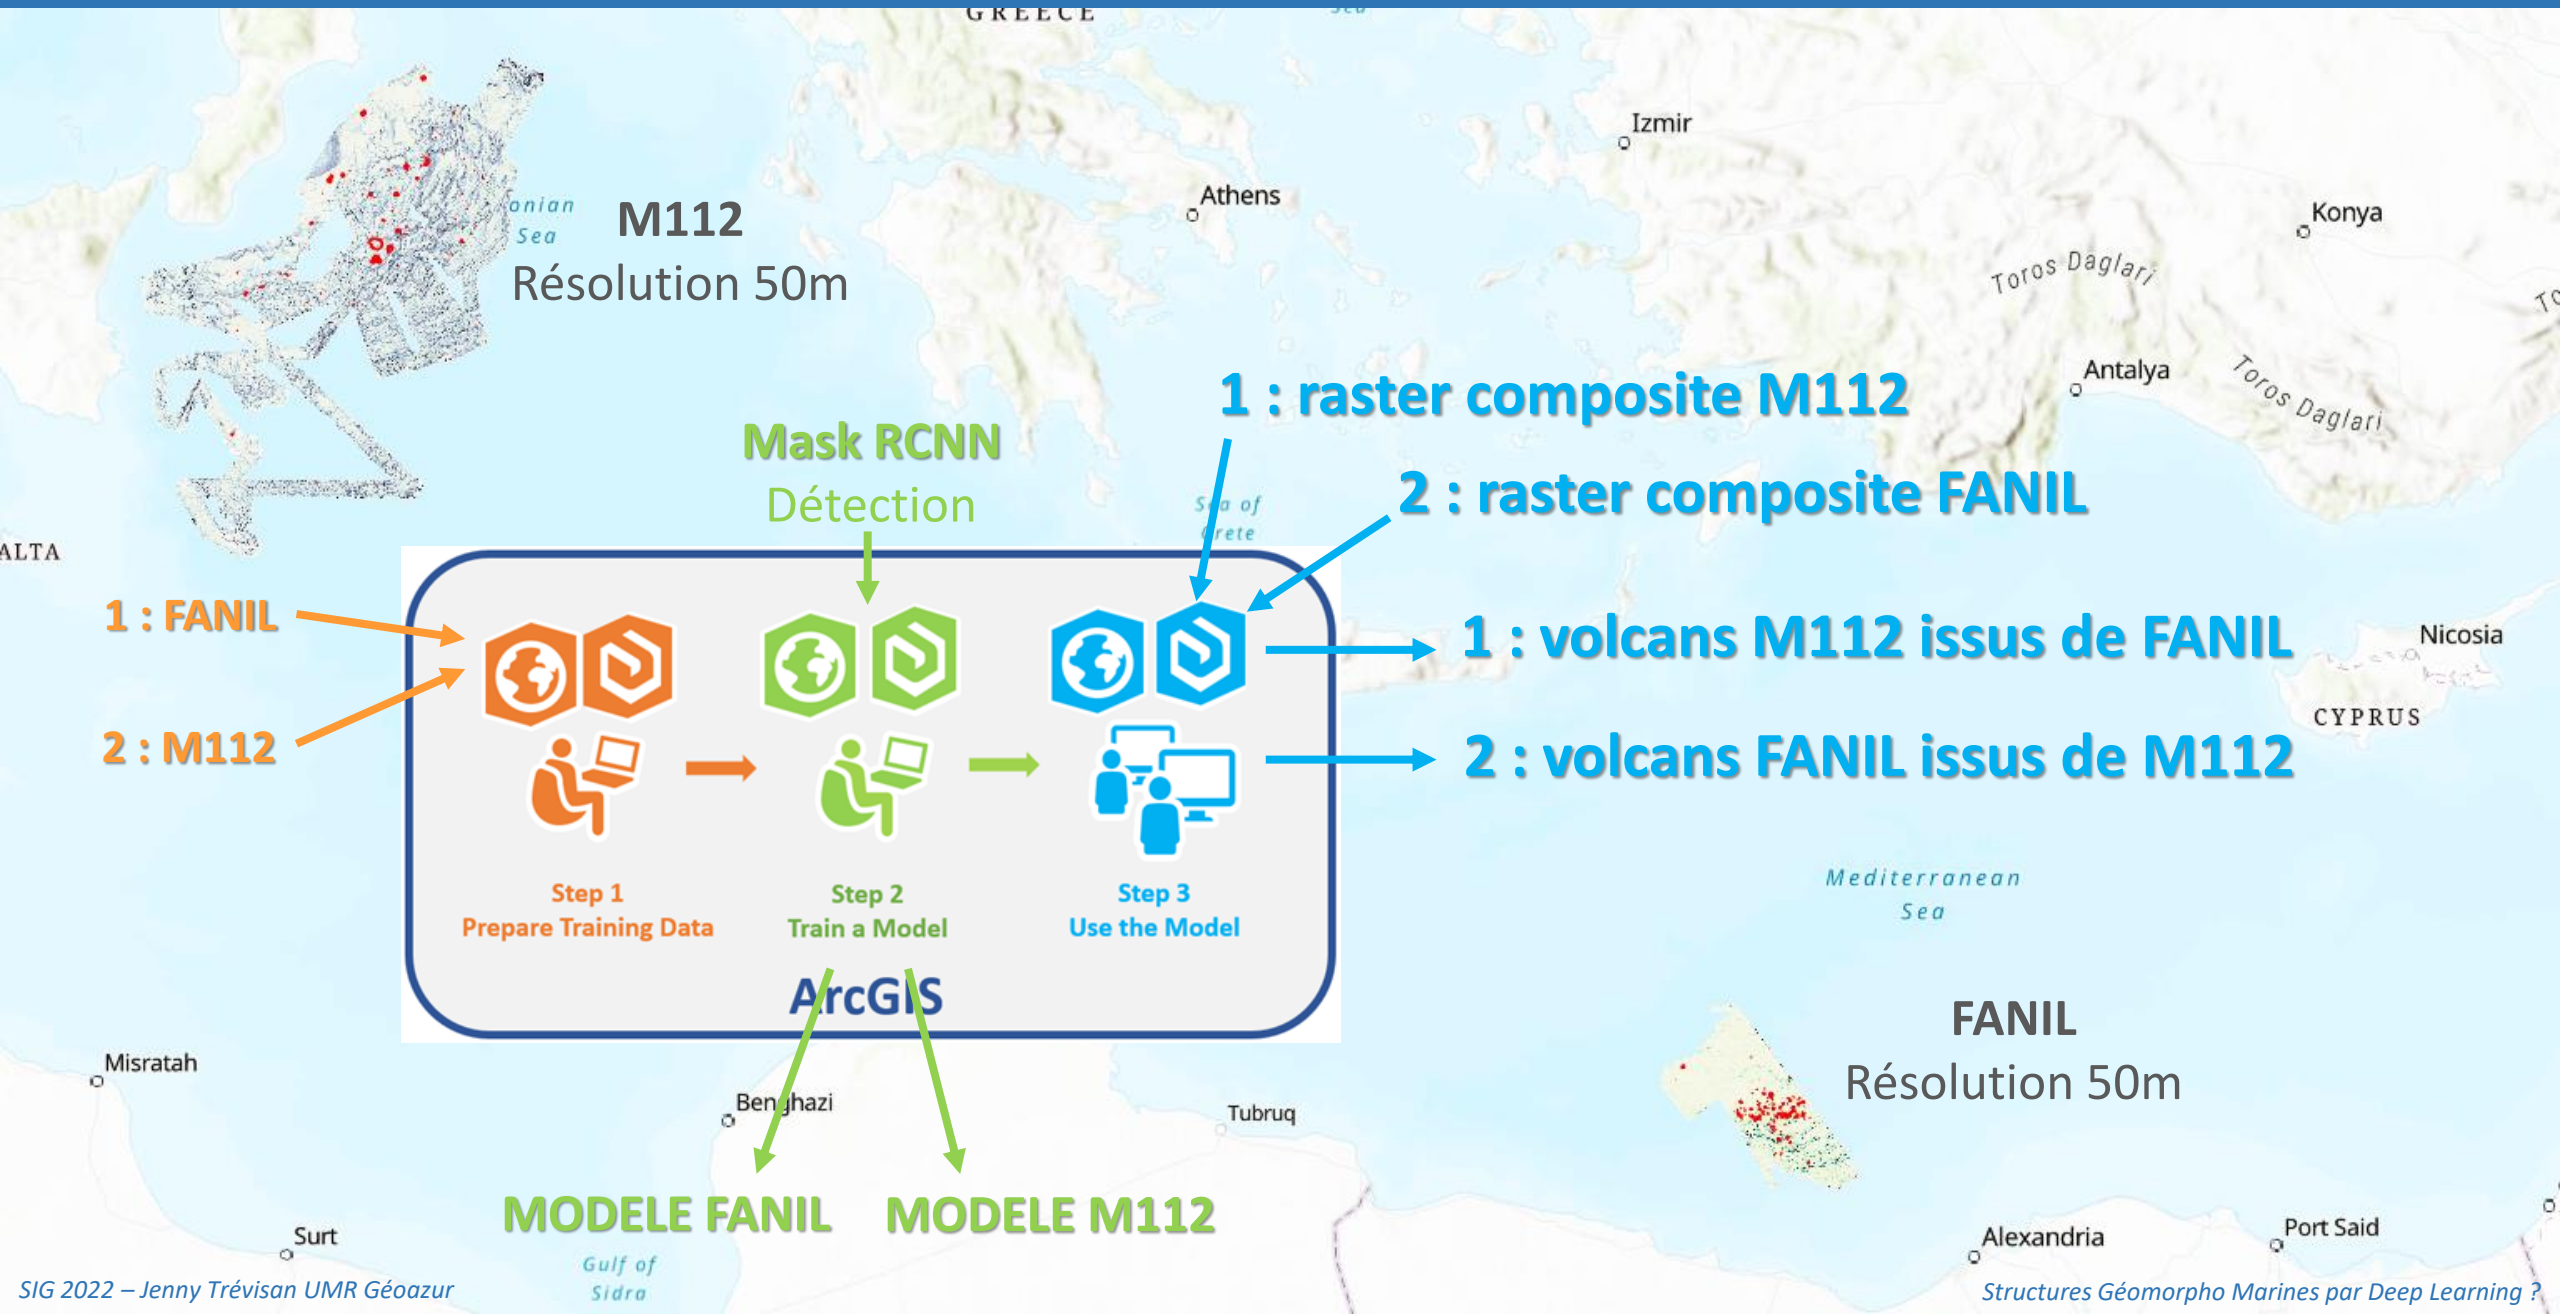 GREECE
Sea
Izmir
Athens
Konya
onian
Sea
M112
Résolution 50m
Toros Daglari
Antalya
Toros Daglari
1 : raster composite M112
Mask RCNN
Détection
2 : raster composite FANIL
Sea of
Crete
ALTA
1 : FANIL
2 : M112
1 : volcans M112 issus de FANIL
2 : volcans FANIL issus de M112
Nicosia
CYPRUS
Step 1
Prepare Training Data
Step 2
Train a Model
Step 3
Use the Model
ArcGIS
Mediterranean
Sea
FANIL
Résolution 50m
Misratah
Benghazi
Tubruq
MODELE FANIL
MODELE M112
Surt
Gulf of
Sidra
Alexandria
Port Said
SIG 2022 – Jenny Trévisan UMR Géoazur
Structures Géomorpho Marines par Deep Learning ?